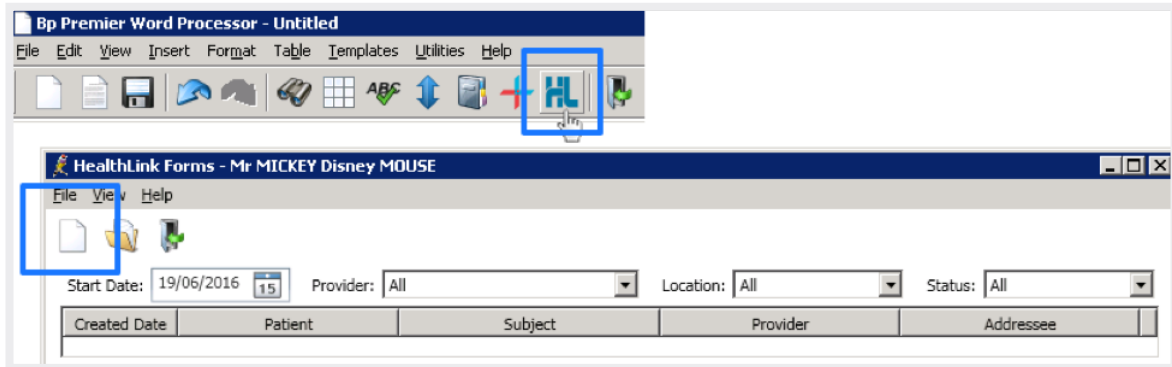 Bp Premier Word Processor - Untitled
File Edit View Insert Format Table Templates Utilities Help
ABC HL
HealthLink Forms - Mr MICKEY Disney MOUSE
File View Help
Start Date: 19/06/2016 15 Provider: All Location: All Status: All
Created Date Patient Subject Provider Addressee